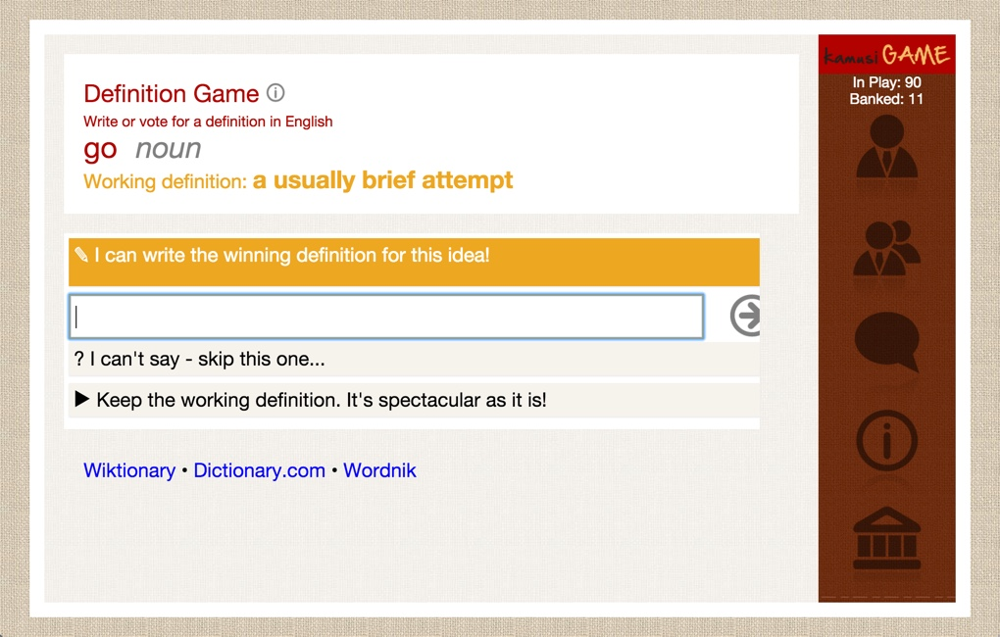 kamusi GAME
In Play: 90
Banked: 11
Definition Game
Write or vote for a definition in English
go noun
Working definition: a usually brief attempt
I can write the winning definition for this idea!
? I can't say - skip this one...
Keep the working definition. It's spectacular as it is!
Wiktionary • Dictionary.com • Wordnik